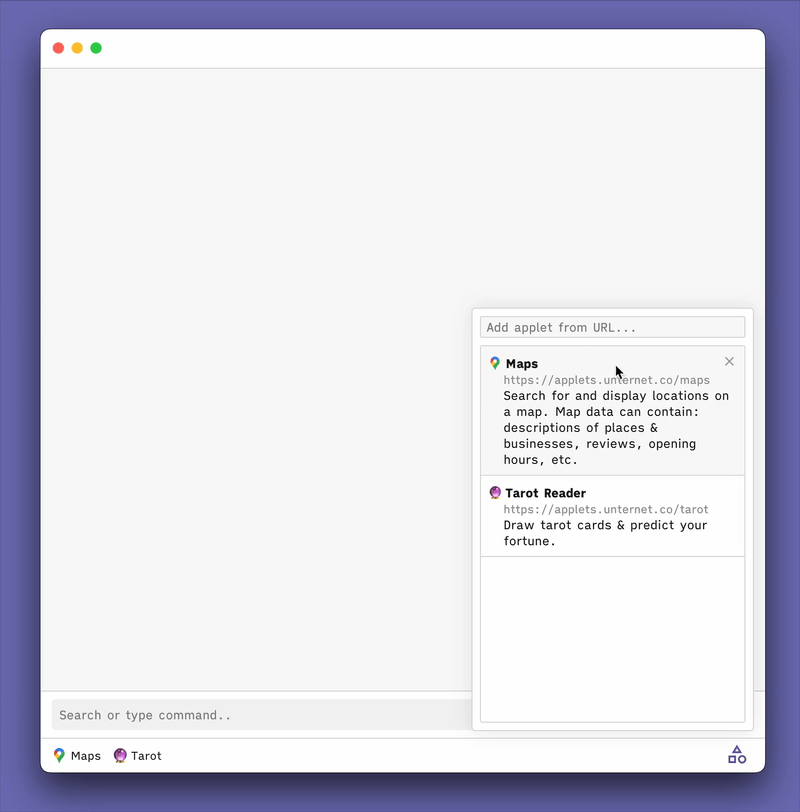 Add applet from URL...
Maps
https://applets.unternet.co/maps
Search for and display locations on
a map. Map data can contain:
descriptions of places &
businesses, reviews, opening
hours, etc.
Tarot Reader
https://applets.unternet.co/tarot
Draw tarot cards & predict your
fortune.
Search or type command..
Maps Tarot